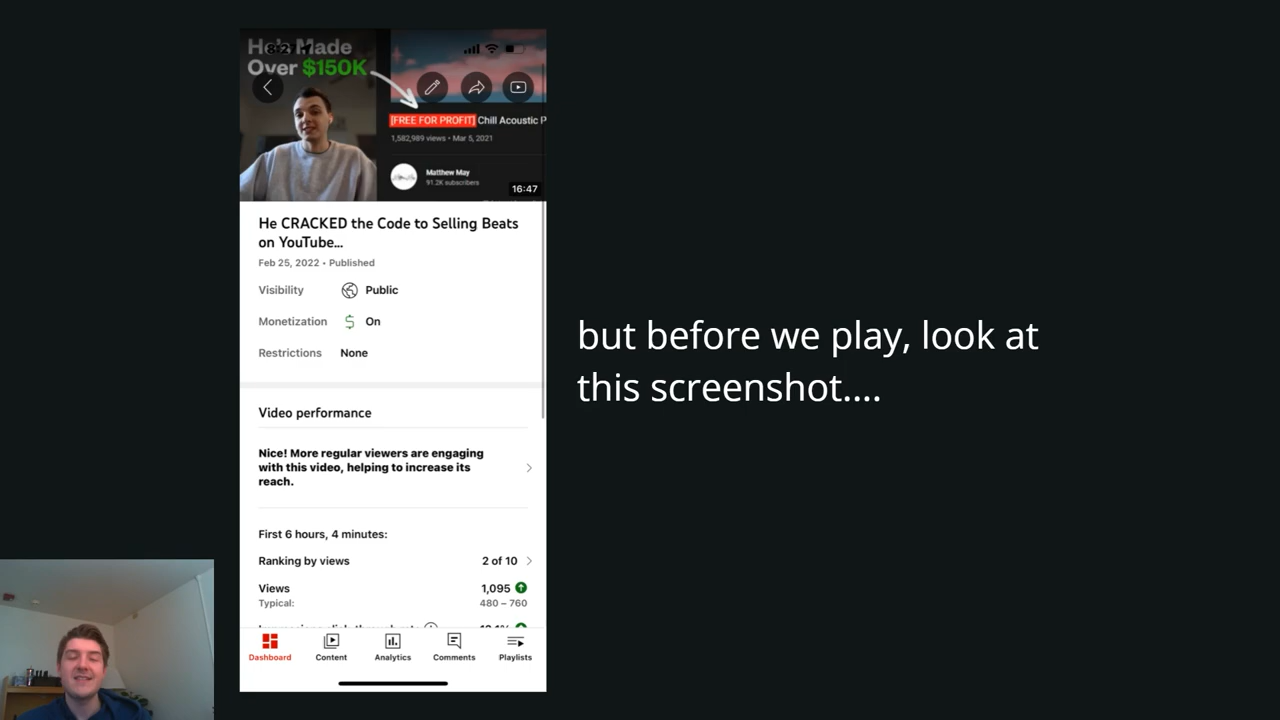 He's Made
Over $150K
[FREE FOR PROFIT] Chill Acoustic P
1,582,989 views • Mar 5, 2021
Matthew May
91.2K subscribers
16:47
He CRACKED the Code to Selling Beats
on YouTube...
Feb 25, 2022 • Published
Visibility Public
Monetization On
Restrictions None
Video performance
Nice! More regular viewers are engaging
with this video, helping to increase its
reach.
First 6 hours, 4 minutes:
Ranking by views 2 of 10
Views 1,095
Typical: 480 – 760
Dashboard Content Analytics Comments Playlists
but before we play, look at
this screenshot....